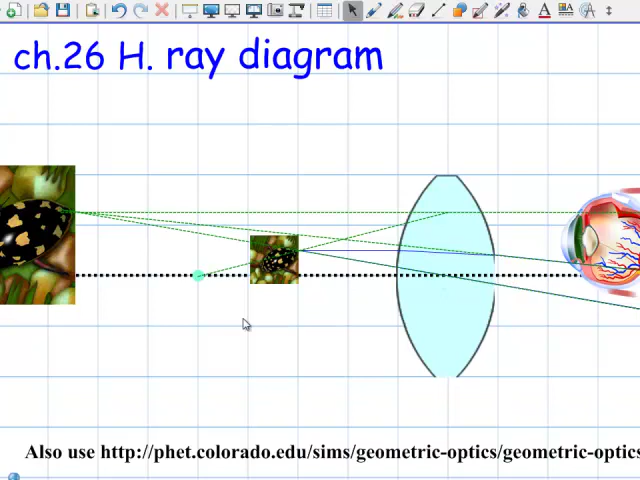 ch.26 H. ray diagram
Also use http://phet.colorado.edu/sims/geometric-optics/geometric-optics